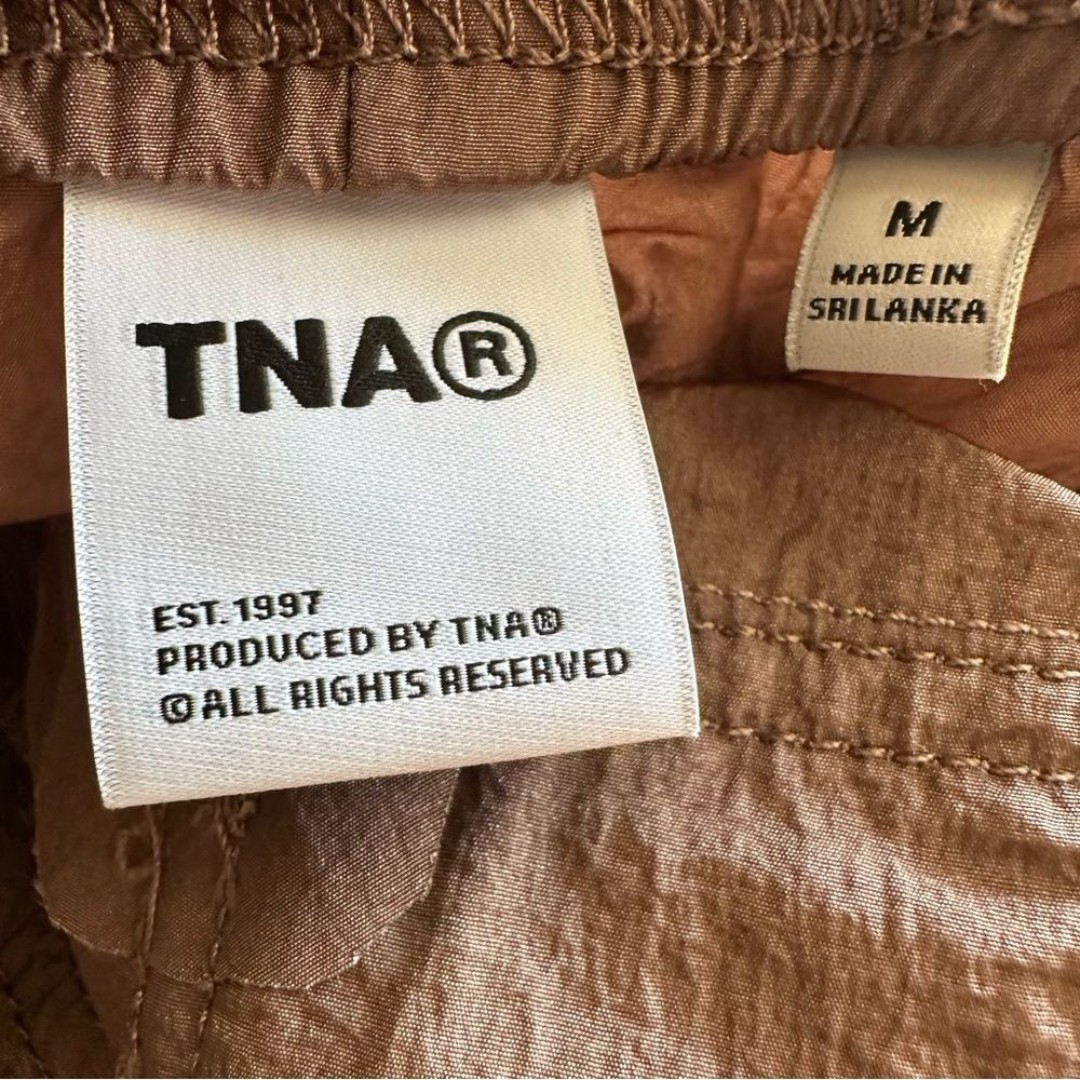 TNA®
EST. 1997
PRODUCED BY TNA®
©ALL RIGHTS RESERVED
M
MADE IN
SRI LANKA